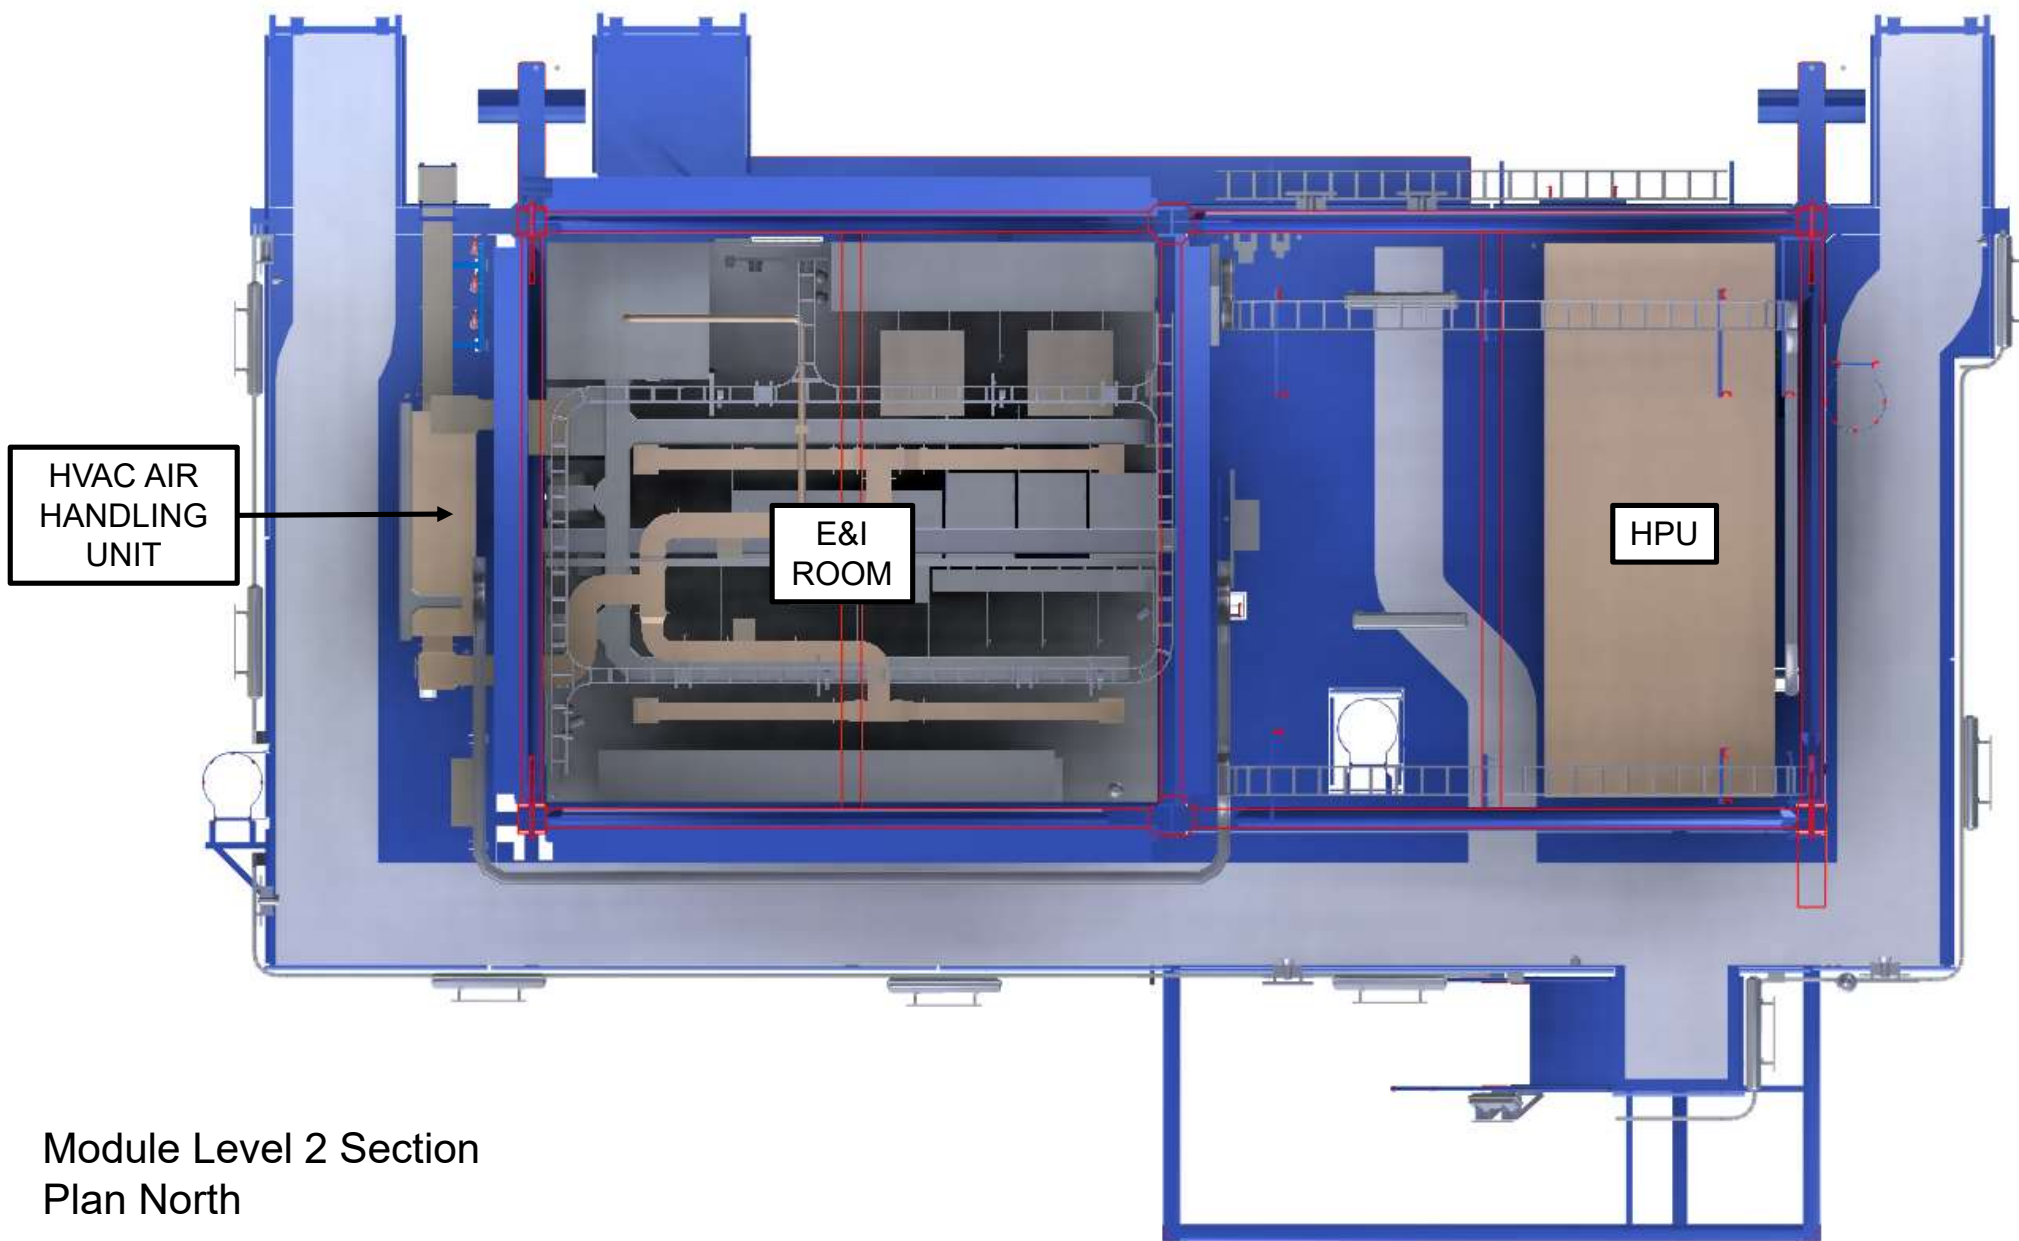 HVAC AIR
HANDLING
UNIT
E&I
ROOM
HPU
Module Level 2 Section
Plan North